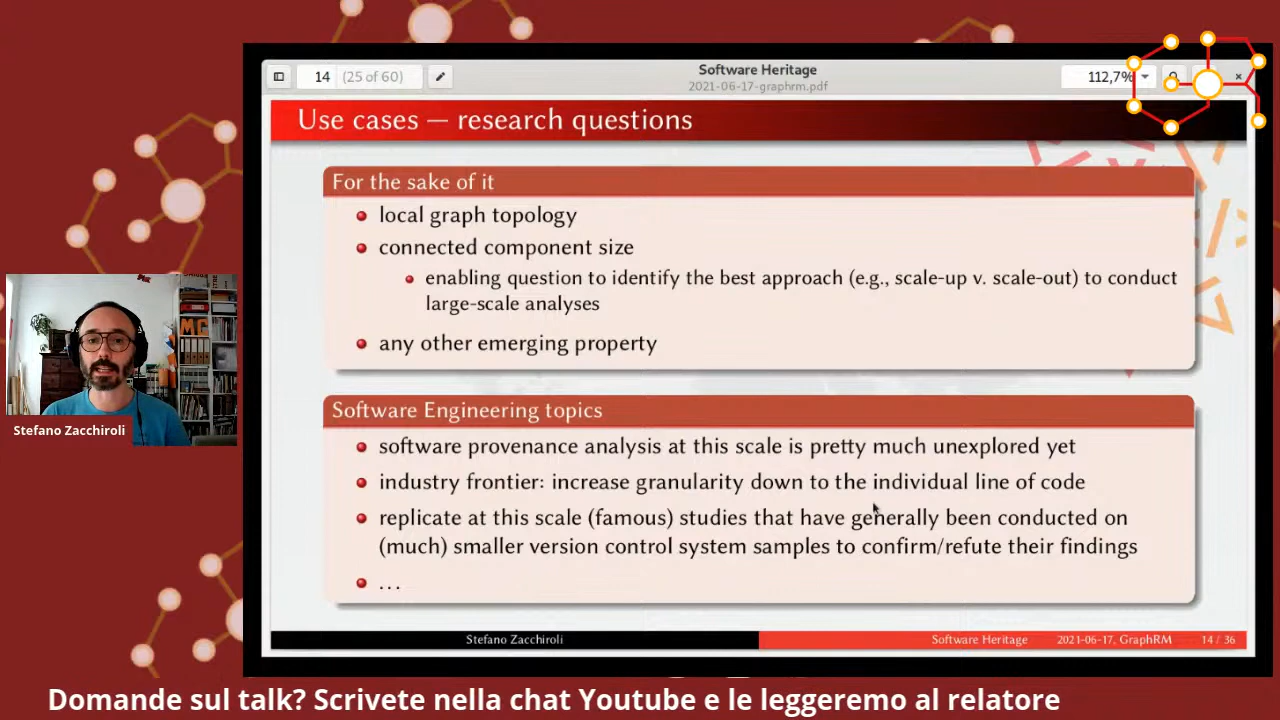 14 (25 of 60)
Software Heritage
2021-06-17-graphrm.pdf
112,7%
Use cases — research questions
For the sake of it
local graph topology
connected component size
enabling question to identify the best approach (e.g., scale-up v. scale-out) to conduct
large-scale analyses
any other emerging property
Software Engineering topics
software provenance analysis at this scale is pretty much unexplored yet
industry frontier: increase granularity down to the individual line of code
replicate at this scale (famous) studies that have generally been conducted on
(much) smaller version control system samples to confirm/refute their findings
...
Stefano Zacchiroli
Software Heritage 2021-06-17, GraphRM 14 / 36
Stefano Zacchiroli
Domande sul talk? Scrivete nella chat Youtube e le leggeremo al relatore